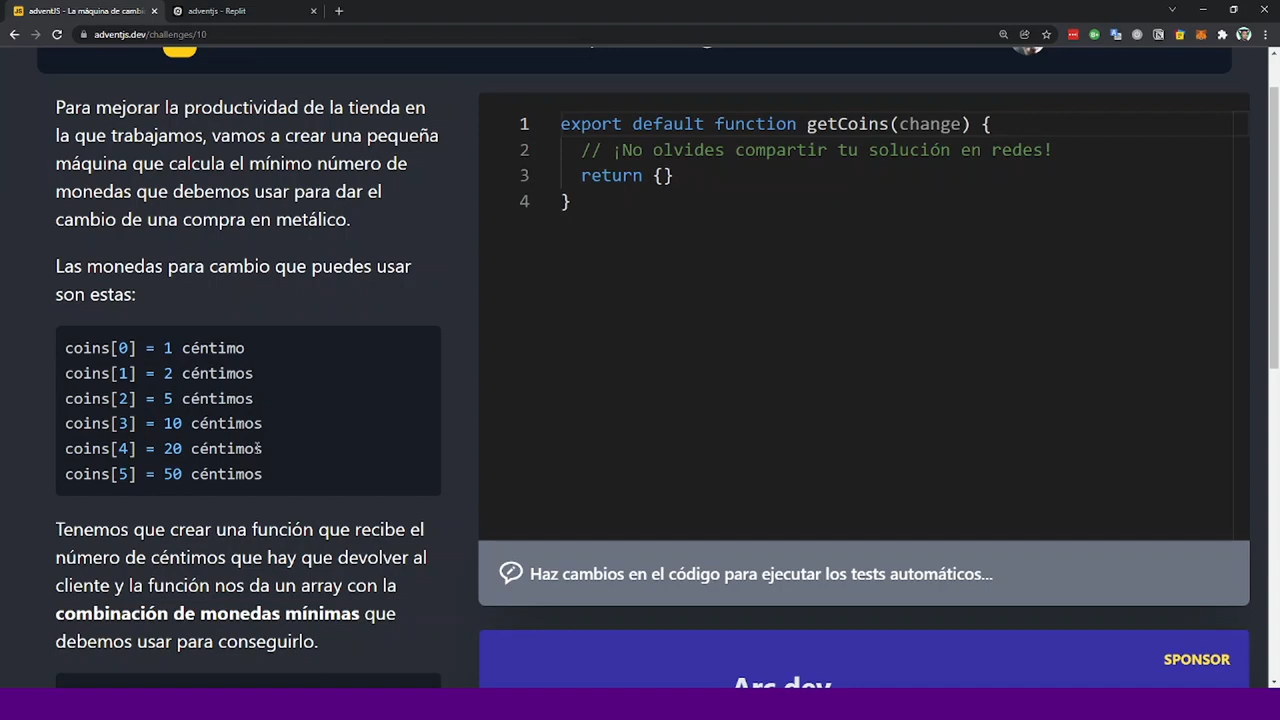 adventJS - La máquina de cambi
adventjs - Replit
adventjs.dev/challenges/10
Para mejorar la productividad de la tienda en
la que trabajamos, vamos a crear una pequeña
máquina que calcula el mínimo número de
monedas que debemos usar para dar el
cambio de una compra en metálico.
Las monedas para cambio que puedes usar
son estas:
coins[0] = 1 céntimo
coins[1] = 2 céntimos
coins[2] = 5 céntimos
coins[3] = 10 céntimos
coins[4] = 20 céntimos
coins[5] = 50 céntimos
Tenemos que crear una función que recibe el
número de céntimos que hay que devolver al
cliente y la función nos da un array con la
combinación de monedas mínimas que
debemos usar para conseguirlo.
1 export default function getCoins(change) {
2 // ¡No olvides compartir tu solución en redes!
3 return {}
4 }
Haz cambios en el código para ejecutar los tests automáticos...
SPONSOR
Arc.dev